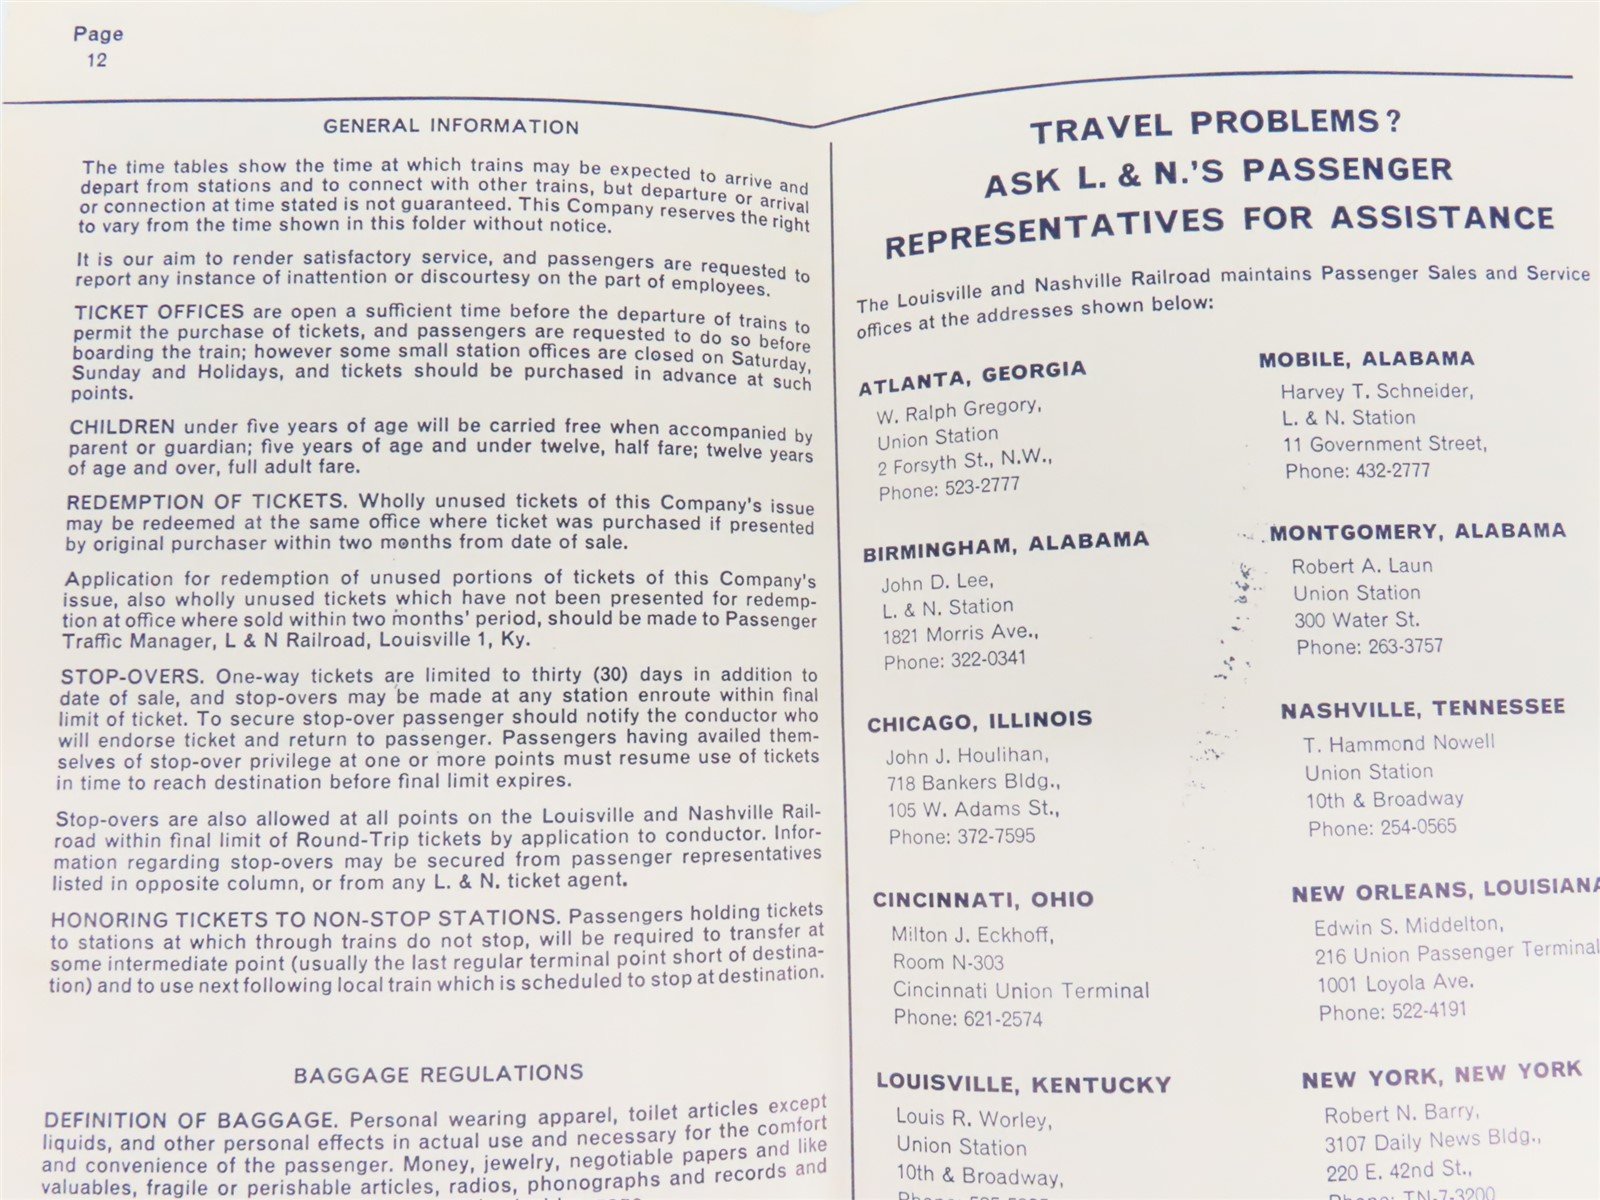 Page
12
GENERAL INFORMATION
The time tables show the time at which trains may be expected to arrive and
depart from stations and to connect with other trains, but departure or arrival
or connection at time stated is not guaranteed. This Company reserves the right
to vary from the time shown in this folder without notice.
It is our aim to render satisfactory service, and passengers are requested to
report any instance of inattention or discourtesy on the part of employees.
TICKET OFFICES are open a sufficient time before the departure of trains to
permit the purchase of tickets, and passengers are requested to do so before
boarding the train; however some small station offices are closed on Saturday,
Sunday and Holidays, and tickets should be purchased in advance at such
points.
CHILDREN under five years of age will be carried free when accompanied by
parent or guardian; five years of age and under twelve, half fare; twelve years
of age and over, full adult fare.
REDEMPTION OF TICKETS. Wholly unused tickets of this Company's issue
may be redeemed at the same office where ticket was purchased if presented
by original purchaser within two months from date of sale.
Application for redemption of unused portions of tickets of this Company's
issue, also wholly unused tickets which have not been presented for redemp-
tion at office where sold within two months' period, should be made to Passenger
Traffic Manager, L & N Railroad, Louisville 1, Ky.
STOP-OVERS. One-way tickets are limited to thirty (30) days in addition to
date of sale, and stop-overs may be made at any station enroute within final
limit of ticket. To secure stop-over passenger should notify the conductor who
will endorse ticket and return to passenger. Passengers having availed them-
selves of stop-over privilege at one or more points must resume use of tickets
in time to reach destination before final limit expires.
Stop-overs are also allowed at all points on the Louisville and Nashville Rail-
road within final limit of Round-Trip tickets by application to conductor. Infor-
mation regarding stop-overs may be secured from passenger representatives
listed in opposite column, or from any L. & N. ticket agent.
HONORING TICKETS TO NON-STOP STATIONS. Passengers holding tickets
to stations at which through trains do not stop, will be required to transfer at
some intermediate point (usually the last regular terminal point short of destina-
tion) and to use next following local train which is scheduled to stop at destination.
BAGGAGE REGULATIONS
DEFINITION OF BAGGAGE. Personal wearing apparel, toilet articles except
liquids, and other personal effects in actual use and necessary for the comfort
and convenience of the passenger. Money, jewelry, negotiable papers and like
valuables, fragile or perishable articles, radios, phonographs and records and
TRAVEL PROBLEMS?
ASK L. & N.'S PASSENGER
REPRESENTATIVES FOR ASSISTANCE
The Louisville and Nashville Railroad maintains Passenger Sales and Service
offices at the addresses shown below:
ATLANTA, GEORGIA
W. Ralph Gregory,
Union Station
2 Forsyth St., N.W.,
Phone: 523-2777
BIRMINGHAM, ALABAMA
John D. Lee,
L. & N. Station
1821 Morris Ave.,
Phone: 322-0341
CHICAGO, ILLINOIS
John J. Houlihan,
718 Bankers Bldg.,
105 W. Adams St.,
Phone: 372-7595
CINCINNATI, OHIO
Milton J. Eckhoff,
Room N-303
Cincinnati Union Terminal
Phone: 621-2574
LOUISVILLE, KENTUCKY
Louis R. Worley,
Union Station
10th & Broadway,
MOBILE, ALABAMA
Harvey T. Schneider,
L. & N. Station
11 Government Street,
Phone: 432-2777
MONTGOMERY, ALABAMA
Robert A. Laun
Union Station
300 Water St.
Phone: 263-3757
NASHVILLE, TENNESSEE
T. Hammond Nowell
Union Station
10th & Broadway
Phone: 254-0565
NEW ORLEANS, LOUISIANA
Edwin S. Middelton,
216 Union Passenger Terminal
1001 Loyola Ave.
Phone: 522-4191
NEW YORK, NEW YORK
Robert N. Barry,
3107 Daily News Bldg.,
220 E. 42nd St.,
Phone: TN-7-3200